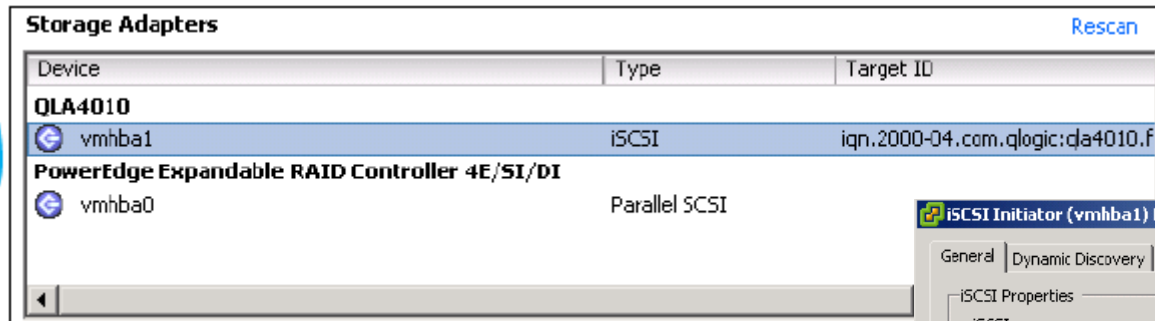 Storage Adapters Rescan
Device Type Target ID
QLA4010
vmhba1 iSCSI iqn.2000-04.com.qlogic:qla4010.f
PowerEdge Expandable RAID Controller 4E/SI/DI
vmhba0 Parallel SCSI
iSCSI Initiator (vmhba1)
General Dynamic Discovery
iSCSI Properties